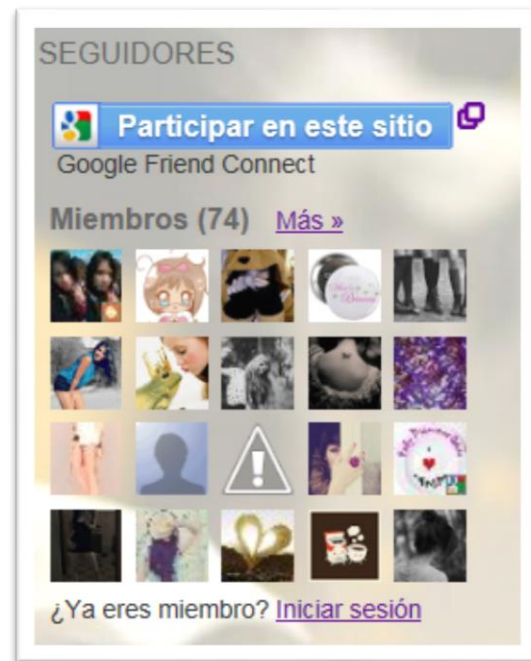 SEGUIDORES
Participar en este sitio
Google Friend Connect
Miembros (74) Más »
¿Ya eres miembro? Iniciar sesión